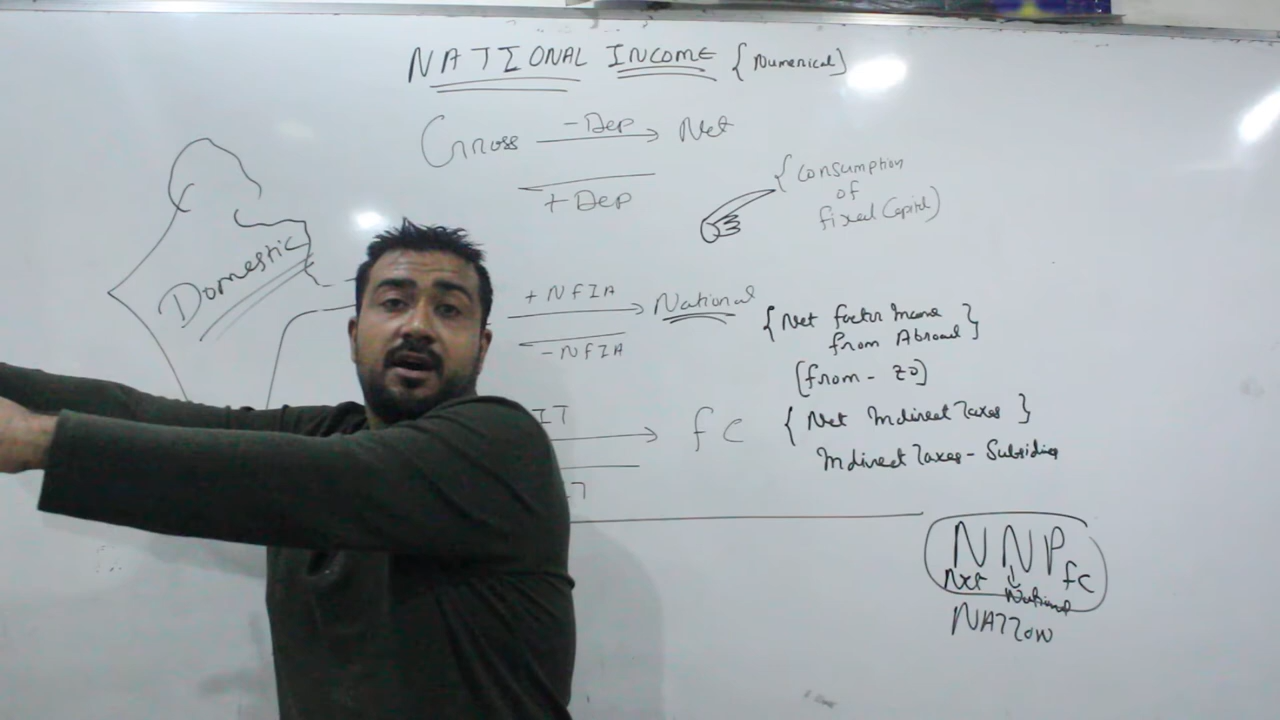 NATIONAL INCOME {Numerical}
Gross - Dep Net
+ Dep
{Consumption
of
fixed Capital)
Domestic
+ NFIA National
- NFIA
{Net factor Income
from Abroad}
(from - to)
IT FC
{Net Indirect Taxes}
Indirect Taxes - Subsidies
IT
NNP fc
Net National